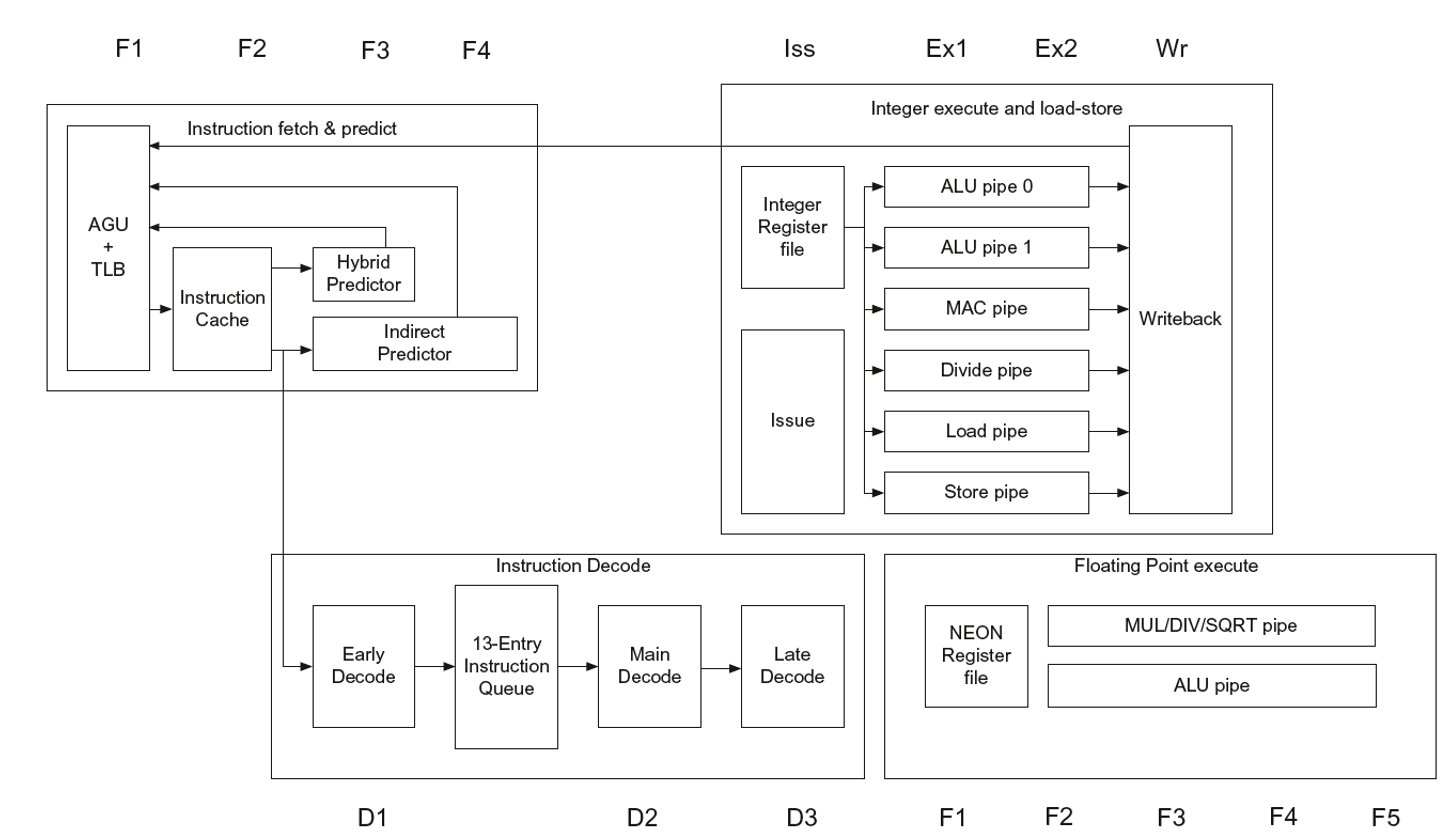 F1
F2
F3
F4
Iss
Ex1
Ex2
Wr
Instruction fetch & predict
AGU
+
TLB
Instruction
Cache
Hybrid
Predictor
Indirect
Predictor
Integer execute and load-store
Integer
Register
file
Issue
ALU pipe 0
ALU pipe 1
MAC pipe
Divide pipe
Load pipe
Store pipe
Writeback
Instruction Decode
Early
Decode
13-Entry
Instruction
Queue
Main
Decode
Late
Decode
Floating Point execute
NEON
Register
file
MUL/DIV/SQRT pipe
ALU pipe
D1
D2
D3
F1
F2
F3
F4
F5